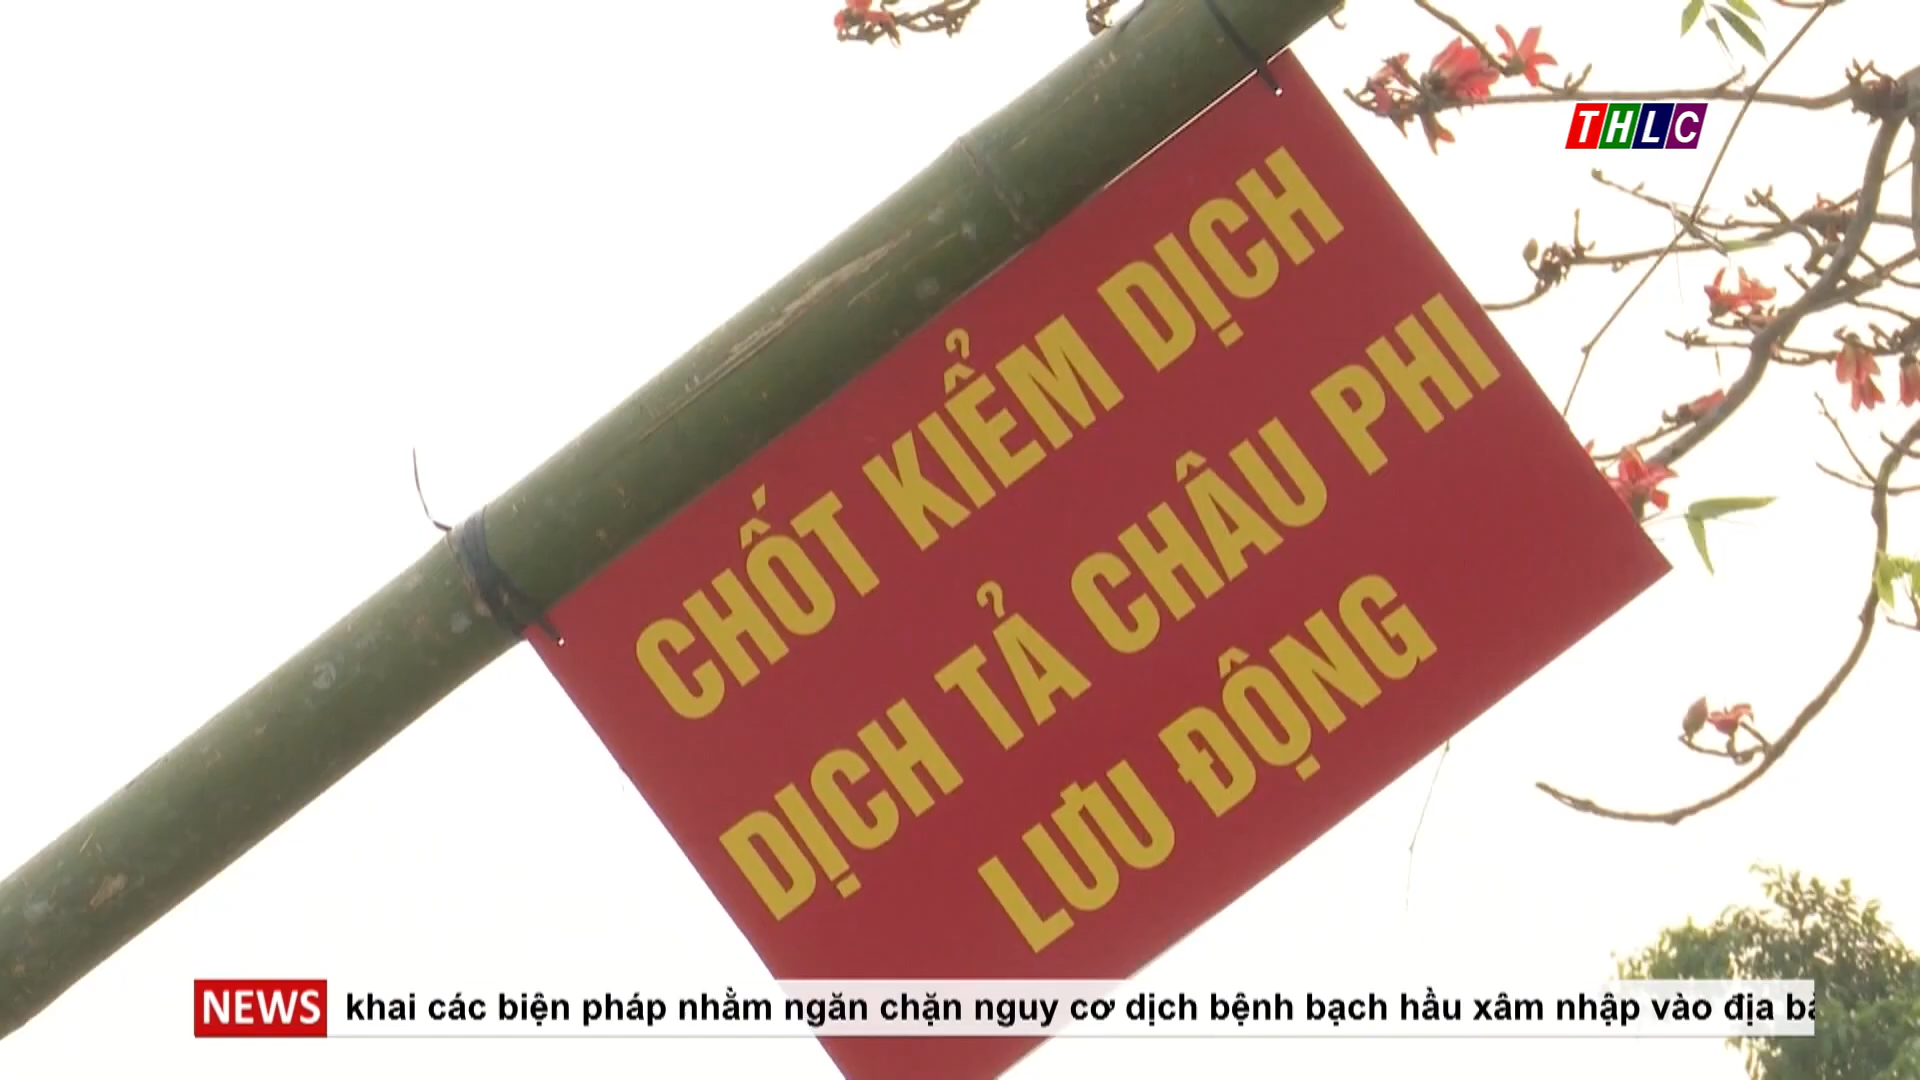 THLC
CHỐT KIỂM DỊCH
DỊCH TẢ CHÂU PHI
LƯU ĐỘNG
NEWS khai các biện pháp nhằm ngăn chặn nguy cơ dịch bệnh bạch hầu xâm nhập vào địa